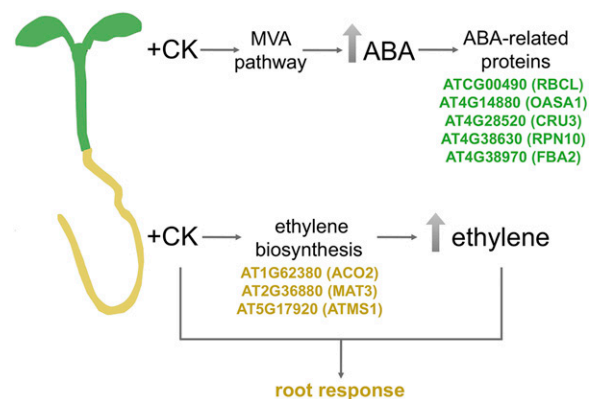 +CK
MVA
pathway
ABA
ABA-related
proteins
ATCG00490 (RBCL)
AT4G14880 (OASA1)
AT4G28520 (CRU3)
AT4G38630 (RPN10)
AT4G38970 (FBA2)
+CK
ethylene
biosynthesis
AT1G62380 (ACO2)
AT2G36880 (MAT3)
AT5G17920 (ATMS1)
ethylene
root response